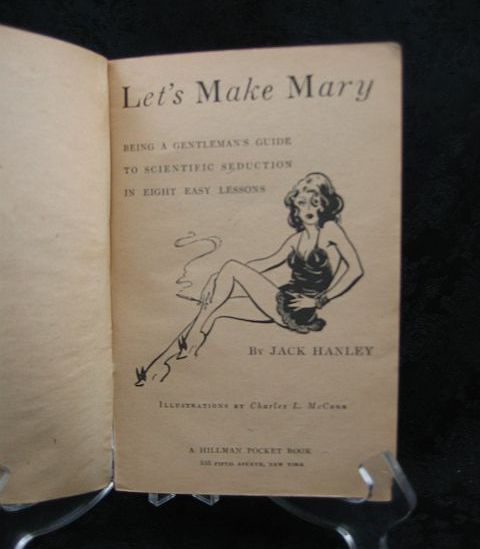 Let's Make Mary
BEING A GENTLEMAN'S GUIDE
TO SCIENTIFIC SEDUCTION
IN EIGHT EASY LESSONS
BY JACK HANLEY
ILLUSTRATIONS BY Charles L.
A HILLMAN POCKET BOOK
535 FIFTH AVENUE, NEW YORK